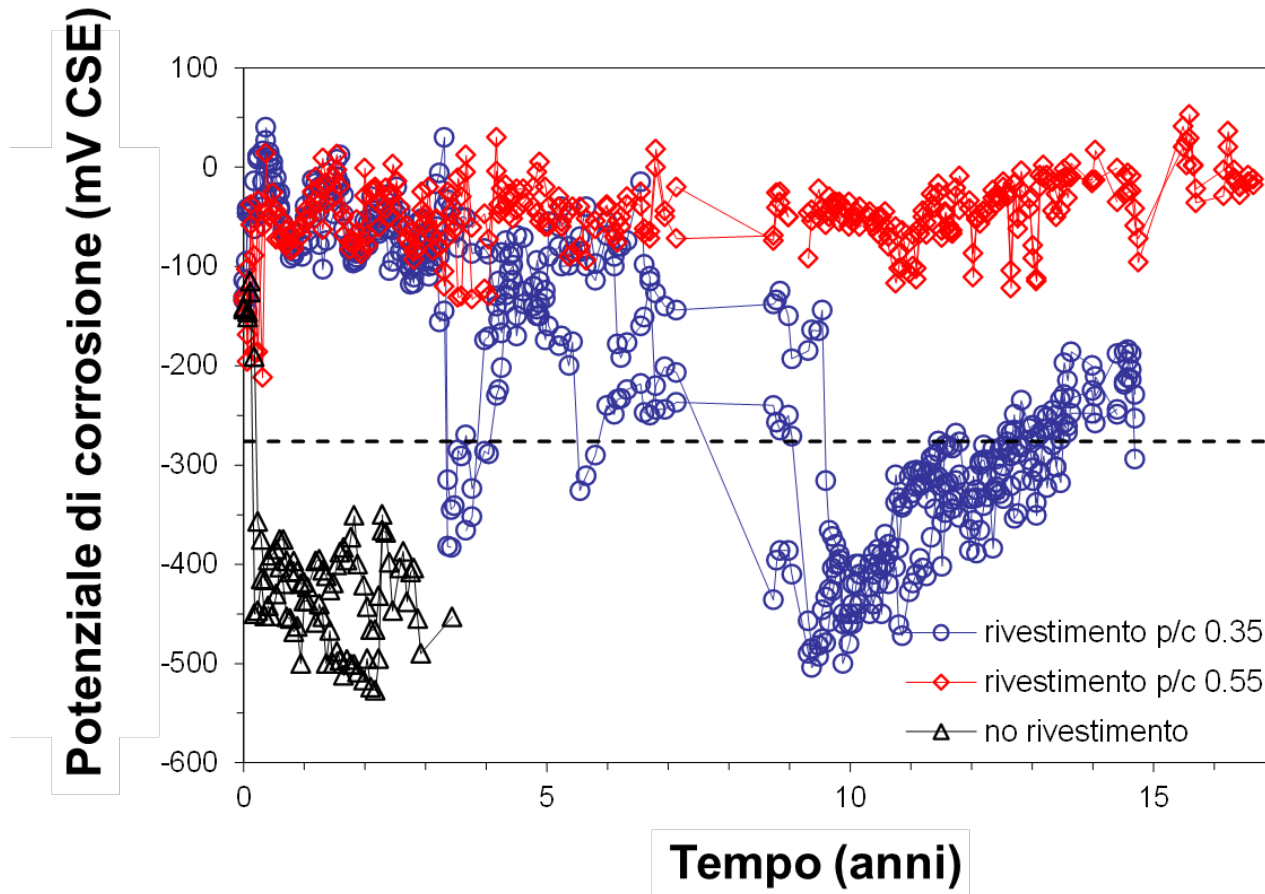 Potenziale di corrosione (mV CSE)
100
0
-100
-200
-300
-400
-500
-600
0
5
10
15
rivestimento p/c 0.35
rivestimento p/c 0.55
no rivestimento
Tempo (anni)